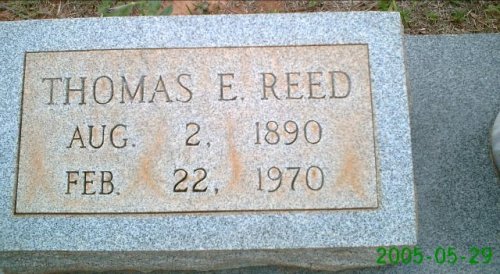 THOMAS E. REED
AUG. 2, 1890
FEB. 22, 1970
2005-05-29